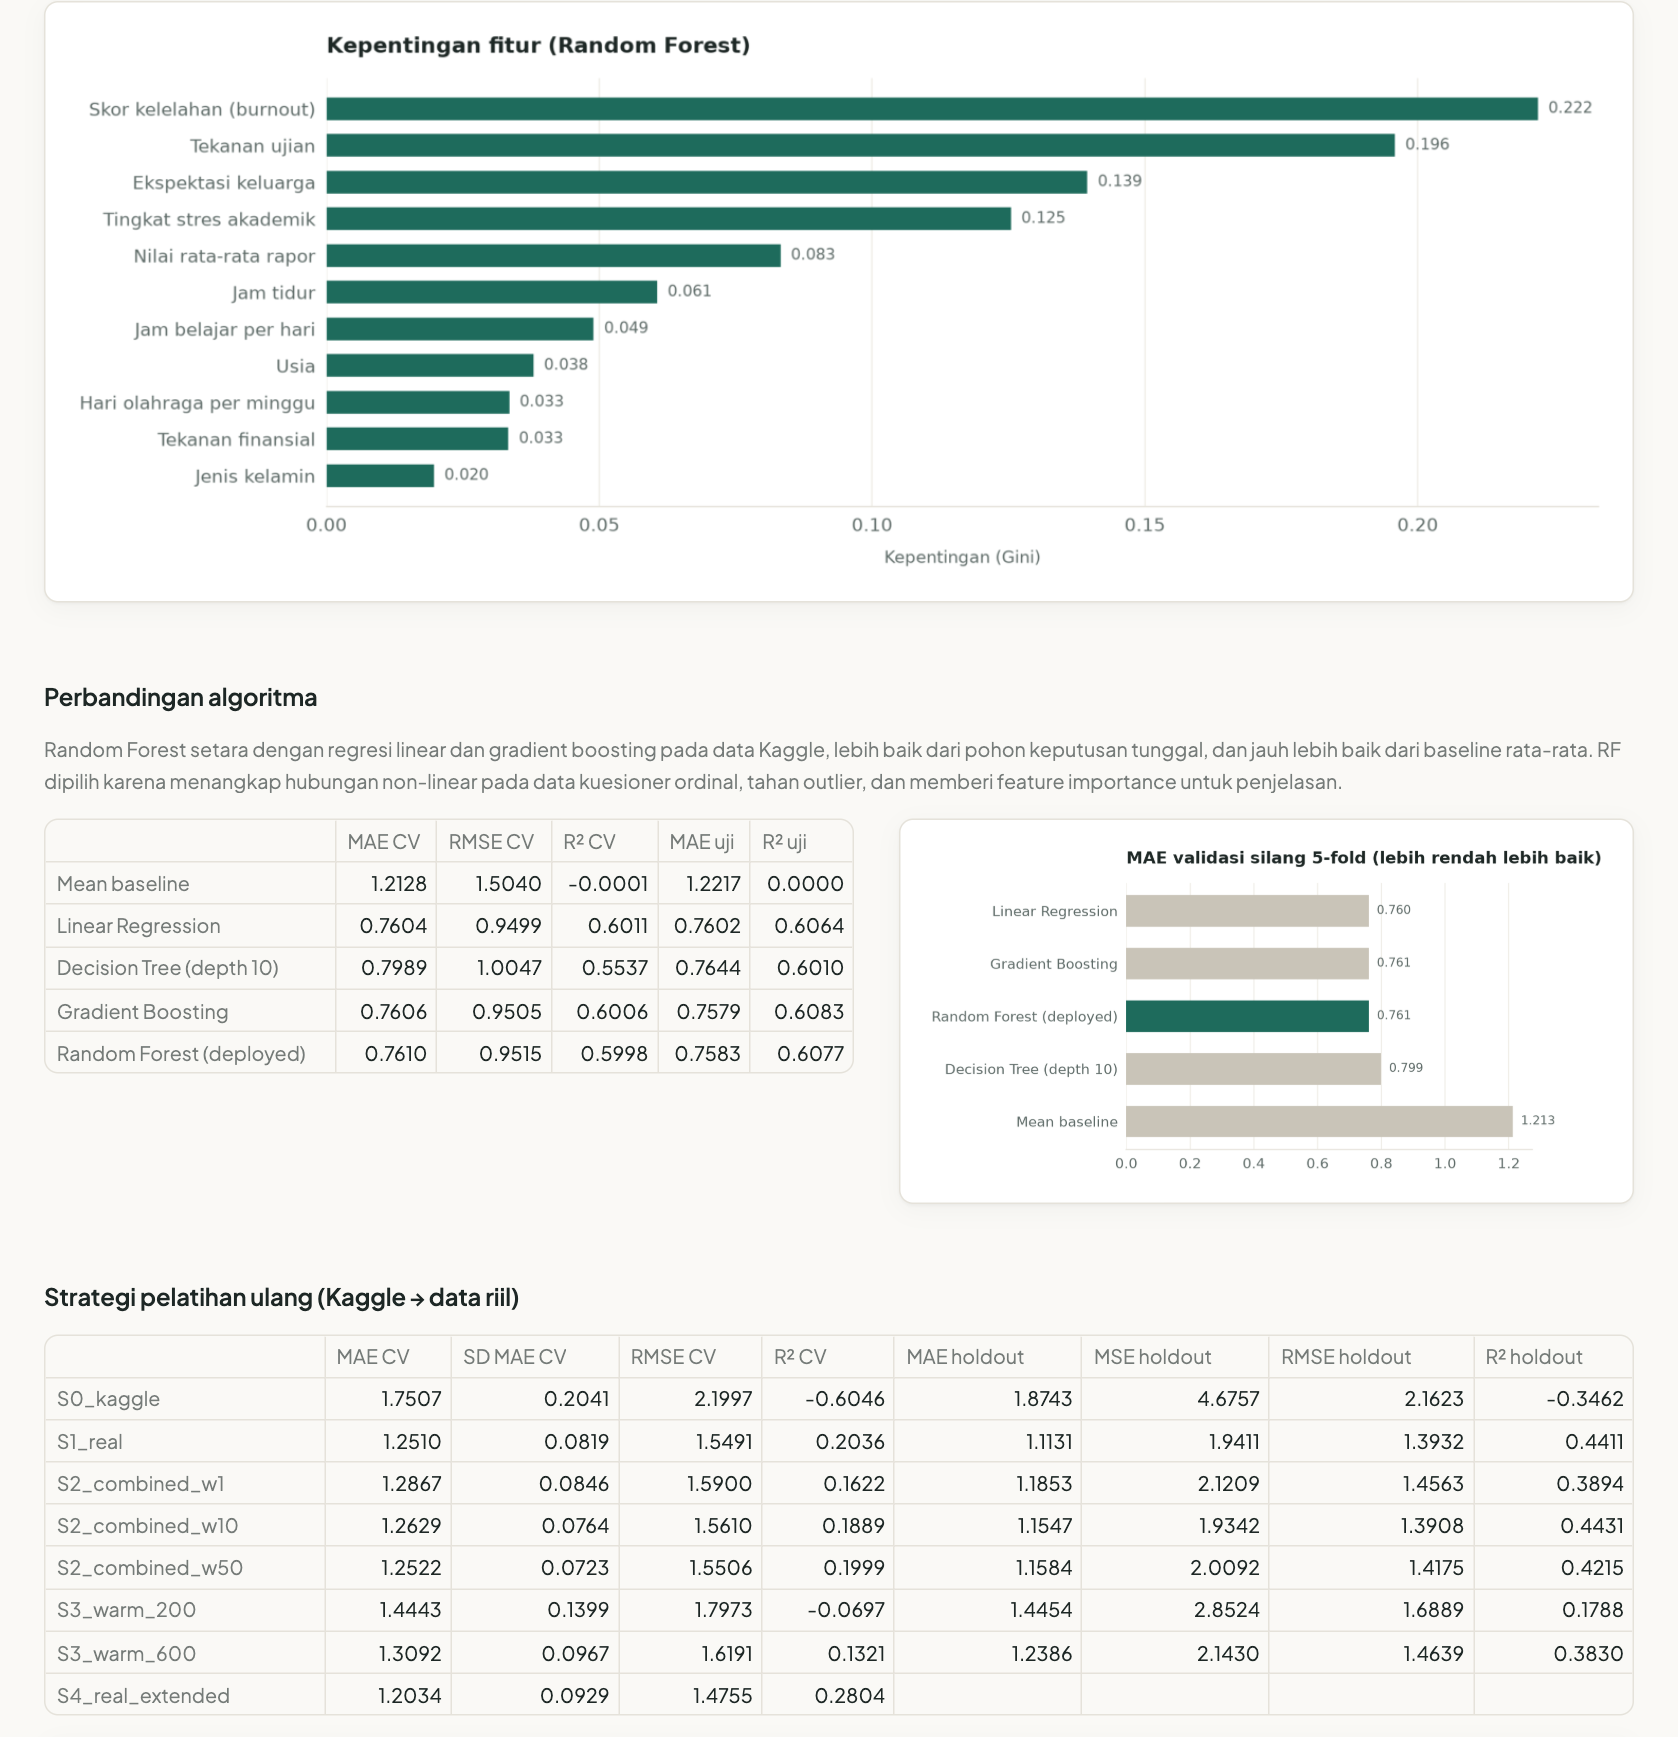 Kepentingan fitur (Random Forest)
Skor kelelahan (burnout) 0.222
Tekanan ujian 0.196
Ekspektasi keluarga 0.139
Tingkat stres akademik 0.125
Nilai rata-rata rapor 0.083
Jam tidur 0.061
Jam belajar per hari 0.049
Usia 0.038
Hari olahraga per minggu 0.033
Tekanan finansial 0.033
Jenis kelamin 0.020
0.00 0.05 0.10 0.15 0.20
Kepentingan (Gini)
Perbandingan algoritma
Random Forest setara dengan regresi linear dan gradient boosting pada data Kaggle, lebih baik dari pohon keputusan tunggal, dan jauh lebih baik dari baseline rata-rata. RF
dipilih karena menangkap hubungan non-linear pada data kuesioner ordinal, tahan outlier, dan memberi feature importance untuk penjelasan.
MAE CV RMSE CV R² CV MAE uji R² uji
Mean baseline 1.2128 1.5040 -0.0001 1.2217 0.0000
Linear Regression 0.7604 0.9499 0.6011 0.7602 0.6064
Decision Tree (depth 10) 0.7989 1.0047 0.5537 0.7644 0.6010
Gradient Boosting 0.7606 0.9505 0.6006 0.7579 0.6083
Random Forest (deployed) 0.7610 0.9515 0.5998 0.7583 0.6077
MAE validasi silang 5-fold (lebih rendah lebih baik)
Linear Regression 0.760
Gradient Boosting 0.761
Random Forest (deployed) 0.761
Decision Tree (depth 10) 0.799
Mean baseline 1.213
0.0 0.2 0.4 0.6 0.8 1.0 1.2
Strategi pelatihan ulang (Kaggle → data riil)
MAE CV SD MAE CV RMSE CV R² CV MAE holdout MSE holdout RMSE holdout R² holdout
S0_kaggle 1.7507 0.2041 2.1997 -0.6046 1.8743 4.6757 2.1623 -0.3462
S1_real 1.2510 0.0819 1.5491 0.2036 1.1131 1.9411 1.3932 0.4411
S2_combined_w1 1.2867 0.0846 1.5900 0.1622 1.1853 2.1209 1.4563 0.3894
S2_combined_w10 1.2629 0.0764 1.5610 0.1889 1.1547 1.9342 1.3908 0.4431
S2_combined_w50 1.2522 0.0723 1.5506 0.1999 1.1584 2.0092 1.4175 0.4215
S3_warm_200 1.4443 0.1399 1.7973 -0.0697 1.4454 2.8524 1.6889 0.1788
S3_warm_600 1.3092 0.0967 1.6191 0.1321 1.2386 2.1430 1.4639 0.3830
S4_real_extended 1.2034 0.0929 1.4755 0.2804